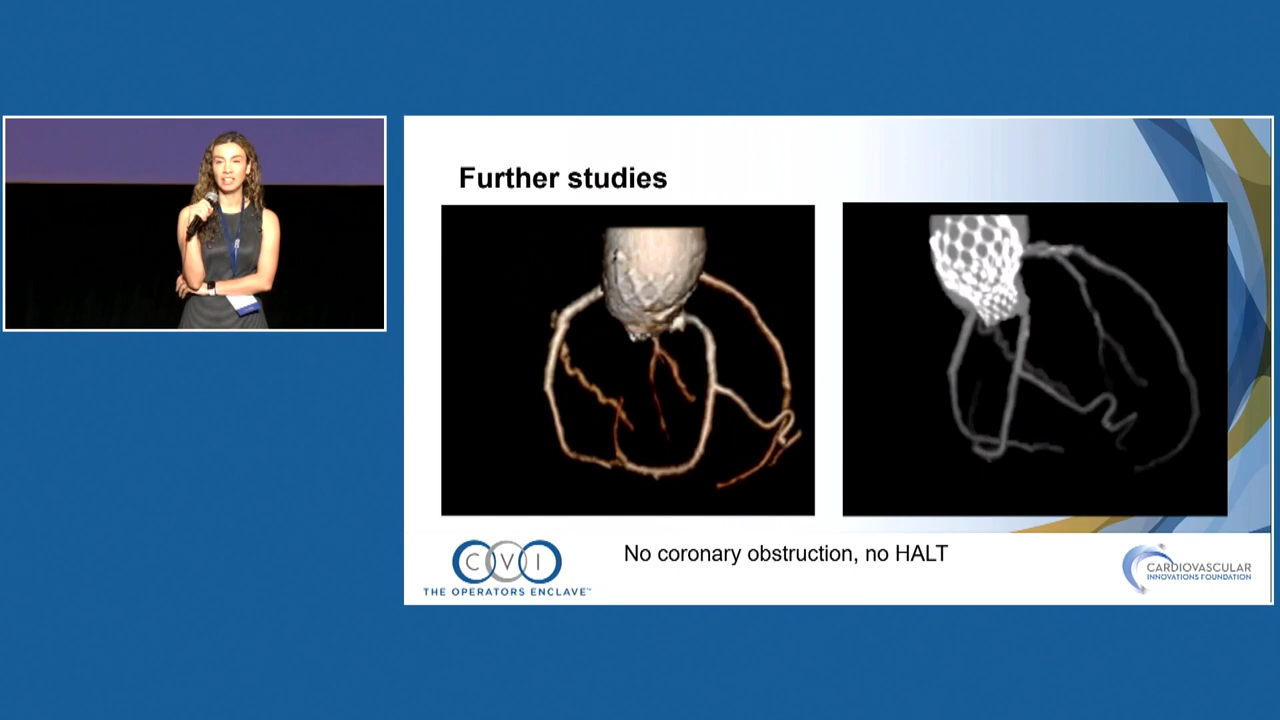 Further studies
No coronary obstruction, no HALT
CVI
THE OPERATORS ENCLAVE™
CARDIOVASCULAR
INNOVATIONS FOUNDATION